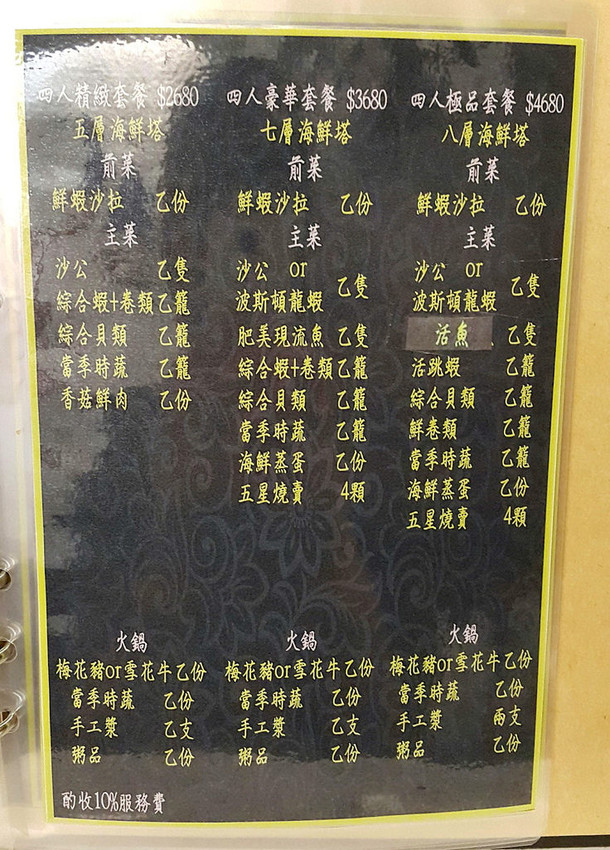 四人精緻套餐 $2680
五層海鮮塔
前菜
鮮蝦沙拉 乙份
主菜
沙公 乙隻
綜合蝦+卷類 乙籠
綜合貝類 乙籠
當季時蔬 乙籠
香菇鮮肉 乙份
火鍋
梅花豬or雪花牛 乙份
當季時蔬 乙份
手工漿 乙支
粥品 乙份
四人豪華套餐 $3680
七層海鮮塔
前菜
鮮蝦沙拉 乙份
主菜
沙公 or
波斯頓龍蝦 乙隻
肥美現流魚 乙隻
綜合蝦+卷類 乙籠
綜合貝類 乙籠
當季時蔬 乙籠
海鮮蒸蛋 乙份
五星燒賣 4顆
火鍋
梅花豬or雪花牛 乙份
當季時蔬 乙份
手工漿 乙支
粥品 乙份
四人極品套餐 $4680
八層海鮮塔
前菜
鮮蝦沙拉 乙份
主菜
沙公 or
波斯頓龍蝦 乙隻
活魚 乙隻
活跳蝦 乙籠
綜合貝類 乙籠
鮮卷類 乙籠
當季時蔬 乙籠
海鮮蒸蛋 乙份
五星燒賣 4顆
火鍋
梅花豬or雪花牛 乙份
當季時蔬 乙份
手工漿 兩支
粥品 乙份
酌收10%服務費